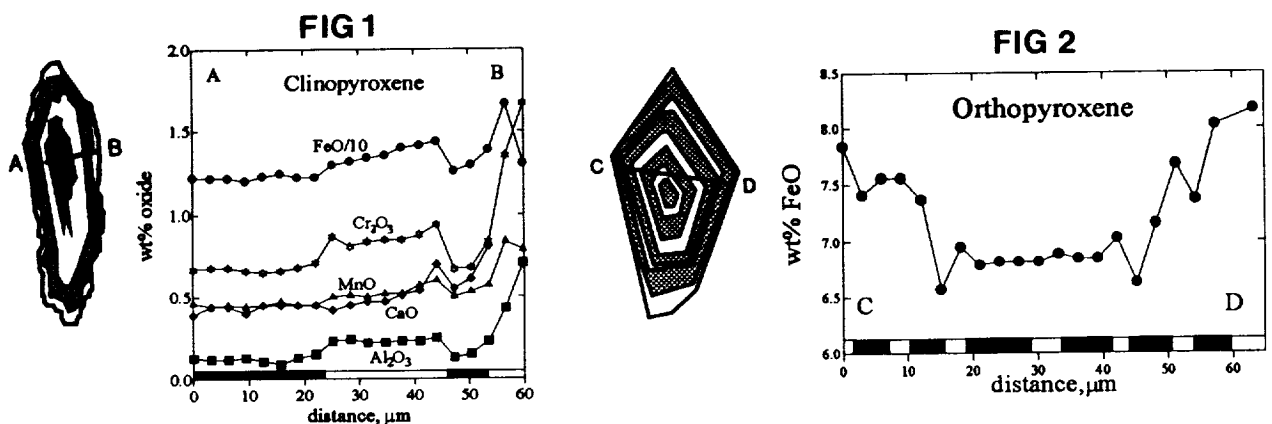 FIG 1
A
B
2.0
1.5
1.0
0.5
0.0
wt% oxide
A
B
Clinopyroxene
FeO/10
Cr₂O₃
MnO
CaO
Al₂O₃
0 10 20 30 40 50 60
distance, μm
FIG 2
C
D
8.5
8.0
7.5
7.0
6.5
6.0
wt% FeO
Orthopyroxene
C
D
0 10 20 30 40 50 60
distance, μm